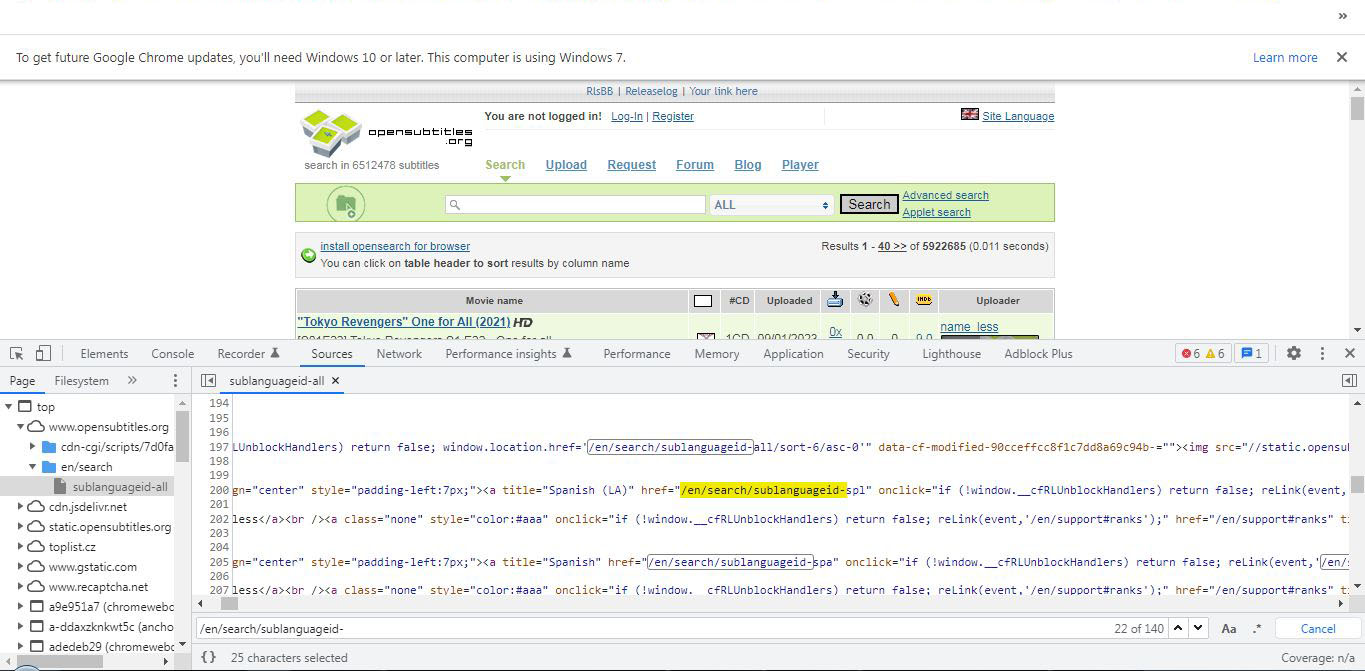 »
To get future Google Chrome updates, you'll need Windows 10 or later. This computer is using Windows 7. Learn more
RlsBB | Releaselog | Your link here
You are not logged in! Log-In | Register Site Language
opensubtitles
.org
search in 6512478 subtitles
Search Upload Request Forum Blog Player
ALL Search Advanced search
Applet search
install opensearch for browser Results 1 - 40 >> of 5922685 (0.011 seconds)
You can click on table header to sort results by column name
Movie name #CD Uploaded IMDb Uploader
"Tokyo Revengers" One for All (2021) HD name_less
[S01E23] Tokyo Revengers S1 E23 - One for all 1CD 09/01/2023 0x 0.0 0 9.0
Elements Console Recorder Sources Network Performance insights Performance Memory Application Security Lighthouse Adblock Plus 6 6 1
Page Filesystem » sublanguageid-all
top
www.opensubtitles.org
cdn-cgi/scripts/7d0fa
en/search
sublanguageid-all
cdn.jsdelivr.net
static.opensubtitles.org
toplist.cz
www.gstatic.com
www.recaptcha.net
a9e951a7 (chromewebc
a-ddaxzknkwt5c (ancho
adedeb29 (chromewebc
194
195
196
197 LUnblockHandlers) return false; window.location.href='/en/search/sublanguageid-all/sort-6/asc-0'" data-cf-modified-90cceffcc8f1c7dd8a69c94b-=""><img src="//static.opensub
198
199
200 gn="center" style="padding-left:7px;"><a title="Spanish (LA)" href="/en/search/sublanguageid-spl" onclick="if (!window.__cfRLUnblockHandlers) return false; reLink(event,
201
202 less</a><br /><a class="none" style="color:#aaa" onclick="if (!window.__cfRLUnblockHandlers) return false; reLink(event,'/en/support#ranks');" href="/en/support#ranks" ti
203
204
205 gn="center" style="padding-left:7px;"><a title="Spanish" href="/en/search/sublanguageid-spa" onclick="if (!window.__cfRLUnblockHandlers) return false; reLink(event,'/en/s
206
207 less</a><br /><a class="none" style="color:#aaa" onclick="if (!window.__cfRLUnblockHandlers) return false; reLink(event,'/en/support#ranks');" href="/en/support#ranks" ti
/en/search/sublanguageid- 22 of 140 Aa .* Cancel
{} 25 characters selected Coverage: n/a